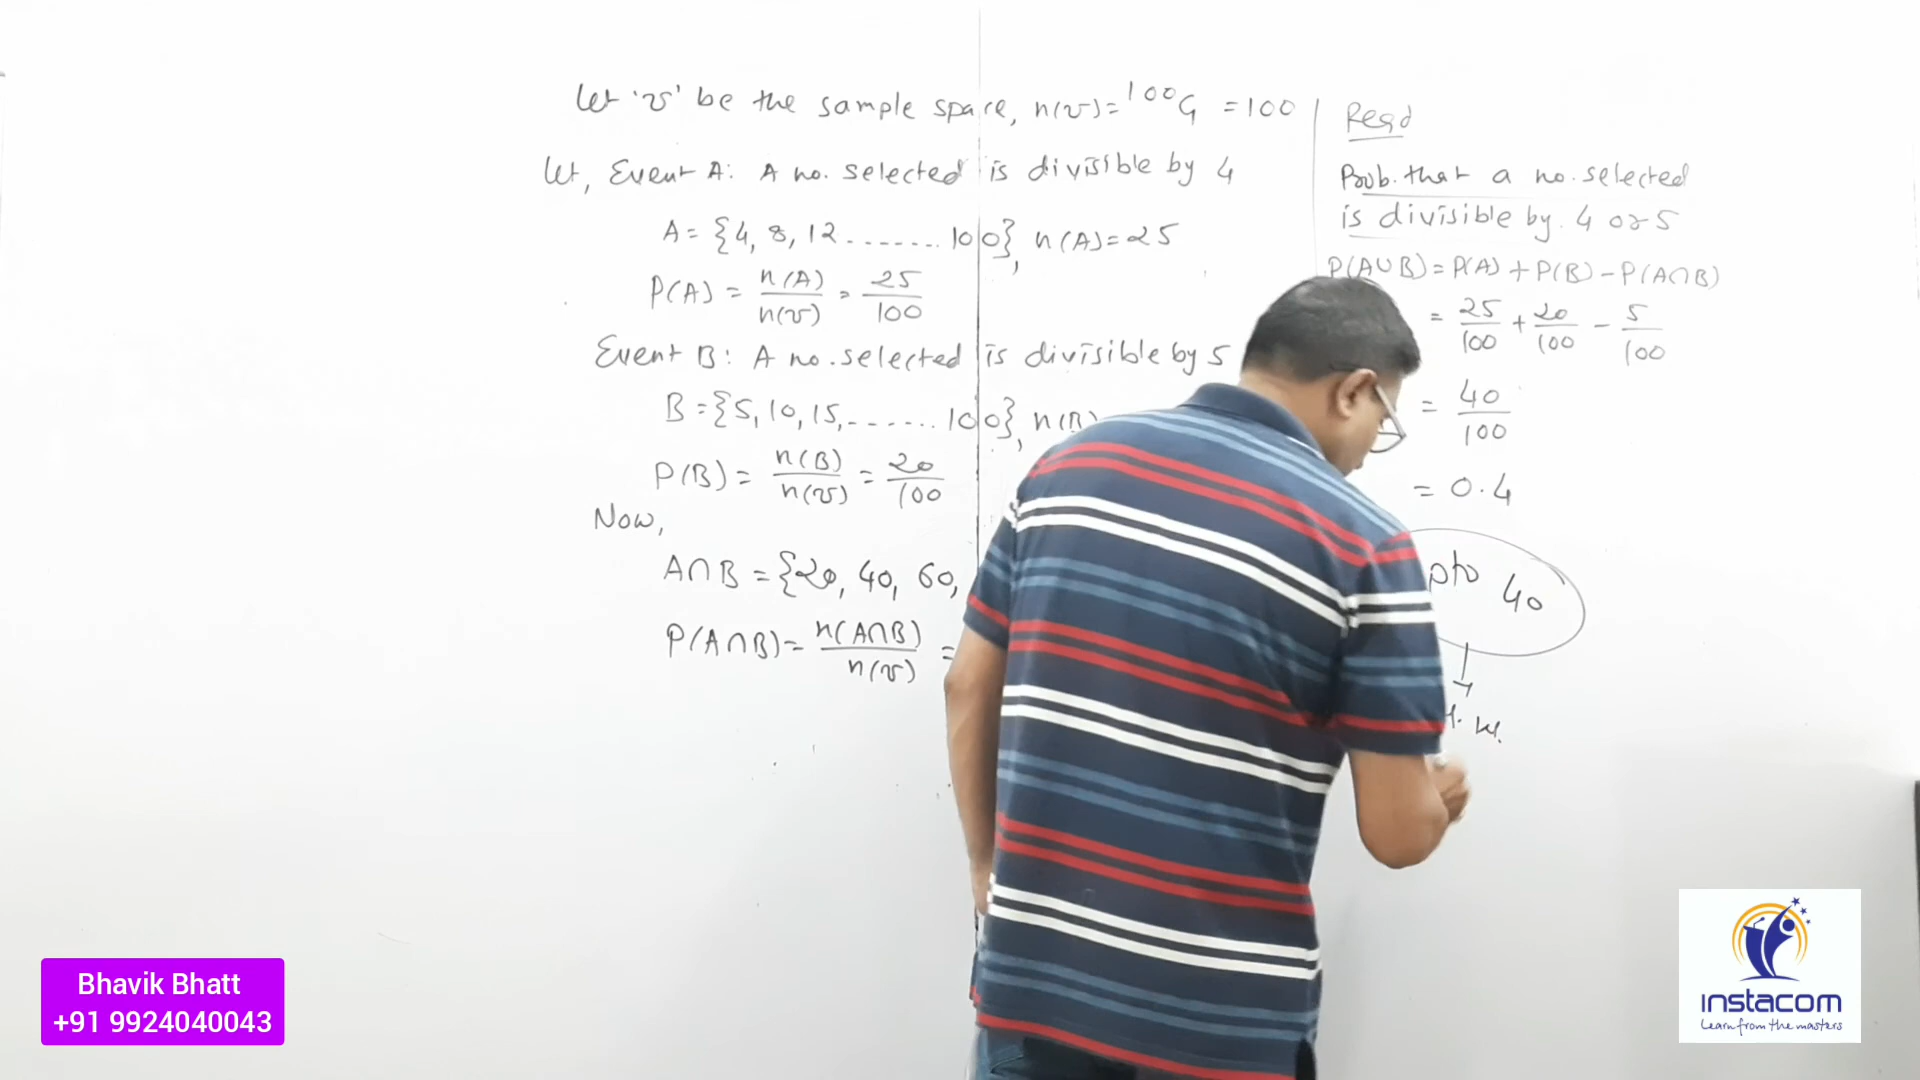 Let 'U' be the sample space, n(U) = ¹⁰⁰C₁ = 100
Let, Event A: A no. selected is divisible by 4
A = {4, 8, 12 ....... 100}, n(A) = 25
P(A) = n(A)/n(U) = 25/100
Event B: A no. selected is divisible by 5
B = {5, 10, 15, ....... 100}, n(B)
P(B) = n(B)/n(U) = 20/100
Now,
A∩B = {20, 40, 60,
P(A∩B) = n(A∩B)/n(U) =
Reqd
Prob. that a no. selected
is divisible by 4 or 5
P(A∪B) = P(A) + P(B) - P(A∩B)
= 25/100 + 20/100 - 5/100
= 40/100
= 0.4
pto 40
H. W.
Bhavik Bhatt
+91 9924040043
instacom
Learn from the masters